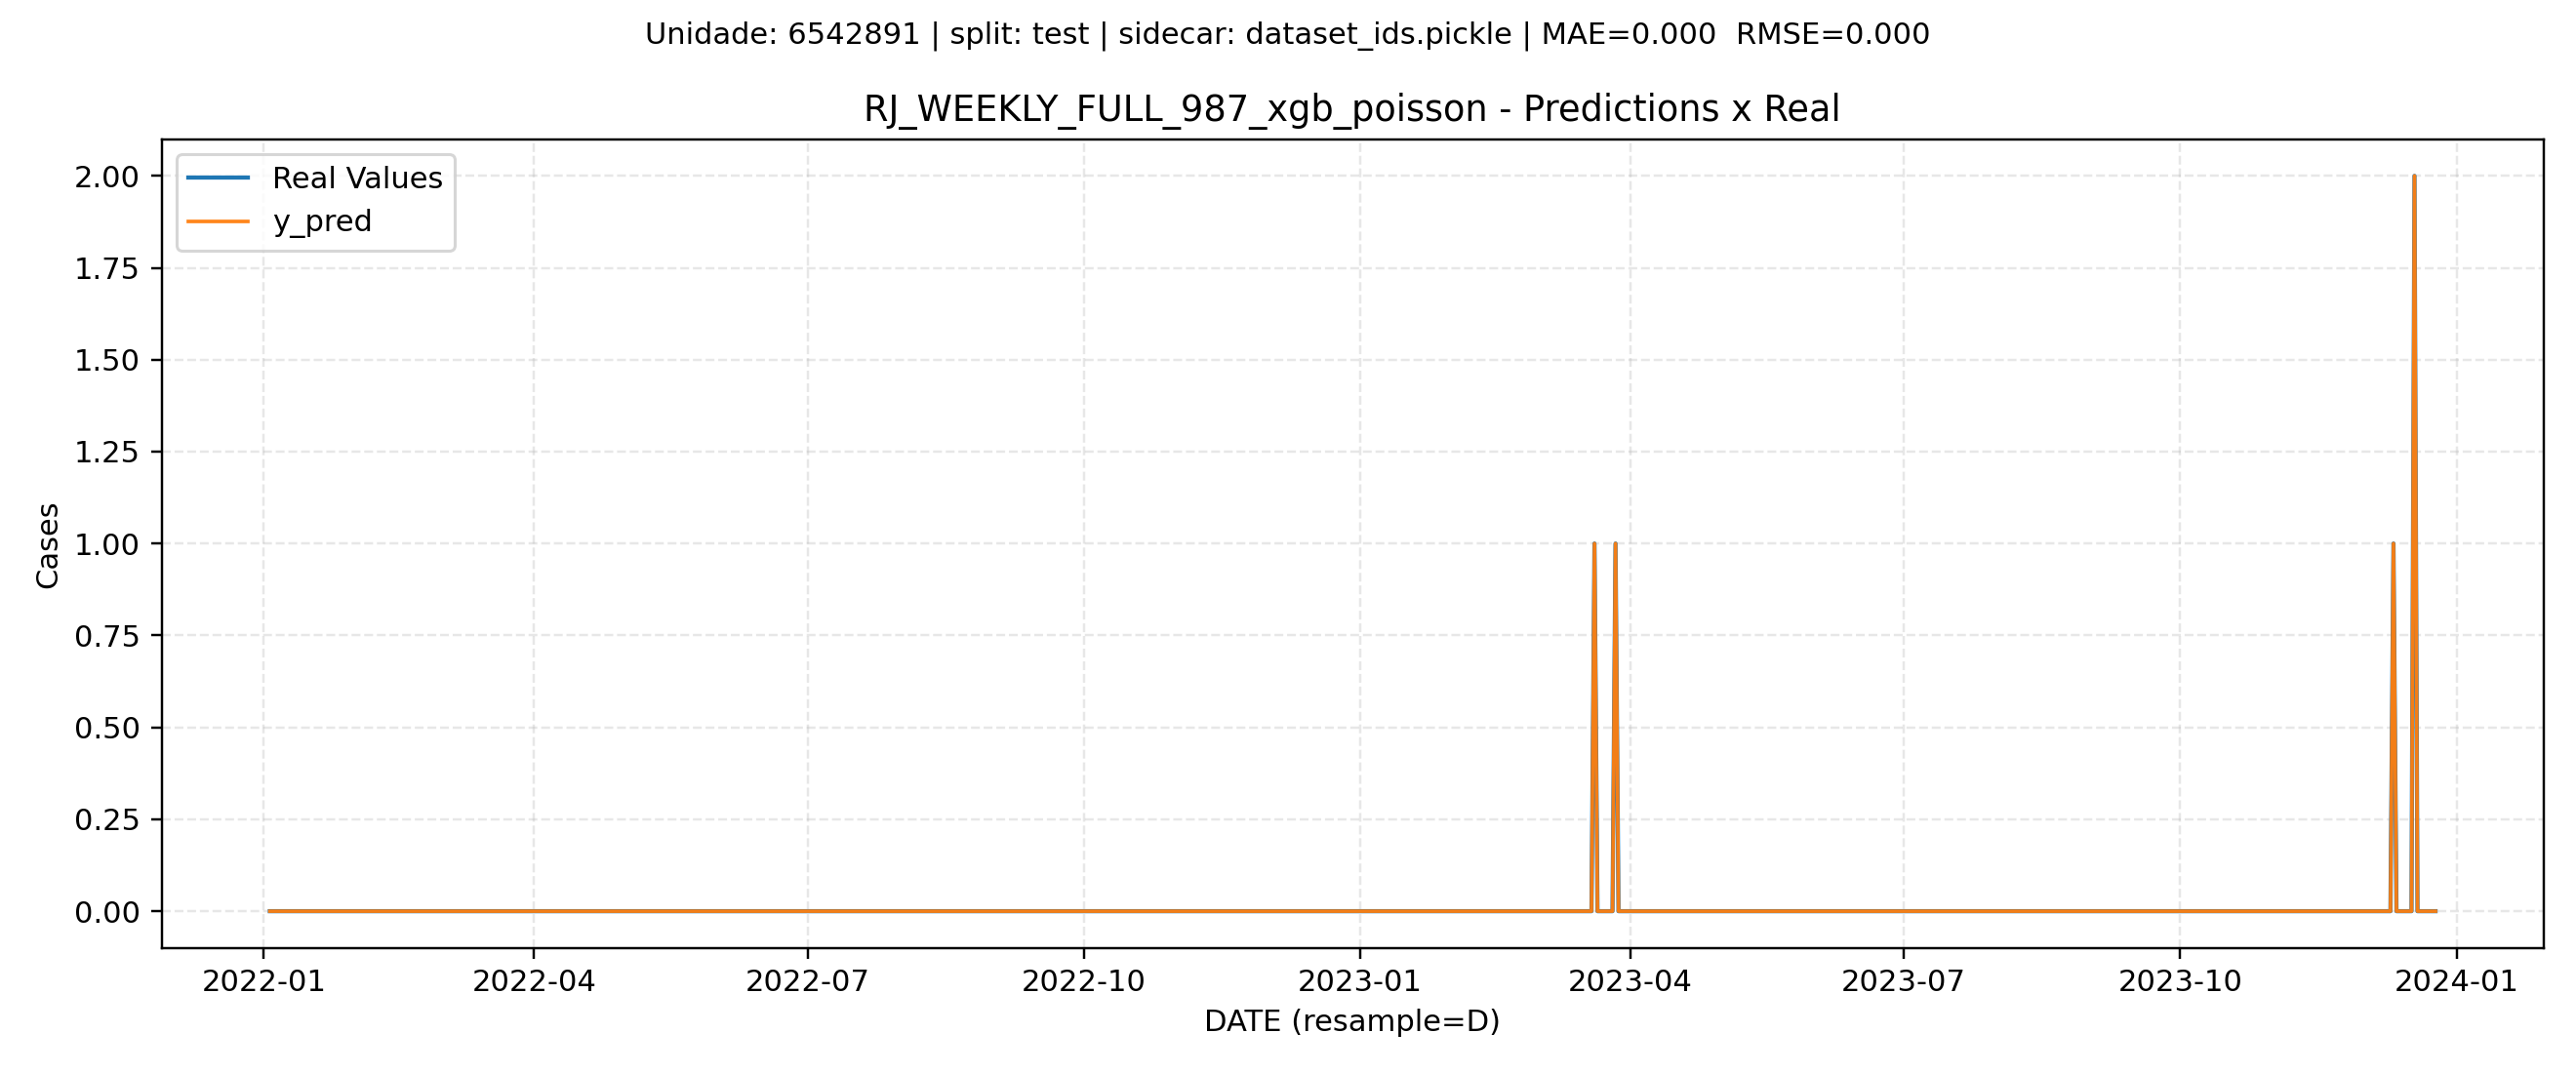 Unidade: 6542891 | split: test | sidecar: dataset_ids.pickle | MAE=0.000  RMSE=0.000
RJ_WEEKLY_FULL_987_xgb_poisson - Predictions x Real
Real Values
y_pred
2.00
1.75
1.50
1.25
1.00
0.75
0.50
0.25
0.00
Cases
2022-01 2022-04 2022-07 2022-10 2023-01 2023-04 2023-07 2023-10 2024-01
DATE (resample=D)